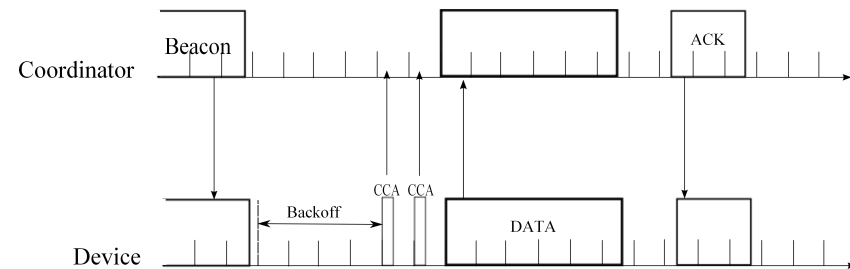 Beacon
ACK
Coordinator
CCA CCA
Backoff
DATA
Device